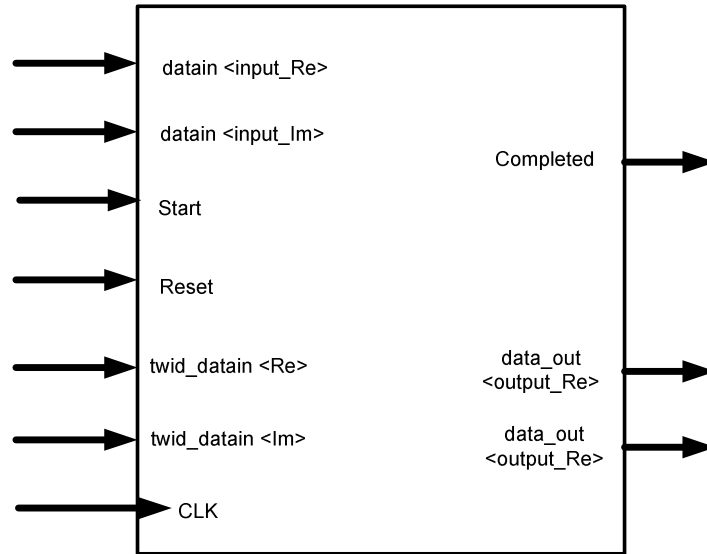 datain <input_Re>
datain <input_Im>
Start
Reset
twid_datain <Re>
twid_datain <Im>
CLK
Completed
data_out
<output_Re>
data_out
<output_Re>